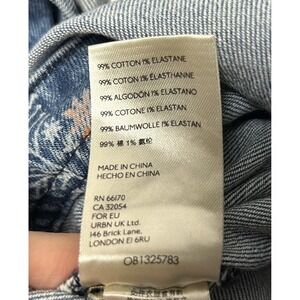 99% COTTON 1% ELASTANE
99% COTON 1% ÉLASTHANNE
99% ALGODÓN 1% ELASTANO
99% COTONE 1% ELASTAN
99% BAUMWOLLE 1% ELASTAN
99% 棉 1% 氨纶
MADE IN CHINA
HECHO EN CHINA
RN 66170
CA 32054
FOR EU
URBN UK Ltd.
146 Brick Lane,
LONDON E1 6RU
OB1325783